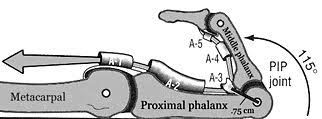 A-5
Middle phalanx
115°
A-4
A-1
PIP
joint
A-3
A-2
Metacarpal
Proximal phalanx
.75 cm